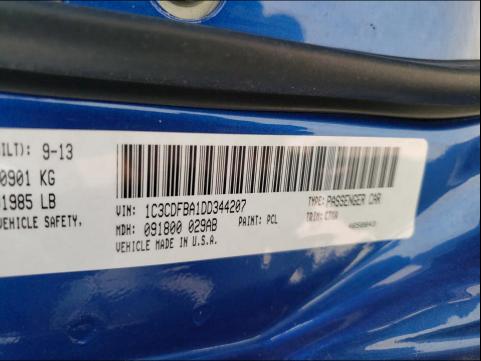 ILT): 9-13
0901 KG
1985 LB
VEHICLE SAFETY,
VIN: 1C3CDFBA1DD344207
TYPE: PASSENGER CAR
MDH: 091800 029AB
PAINT: PCL
TRIM:
VEHICLE MADE IN U.S.A.